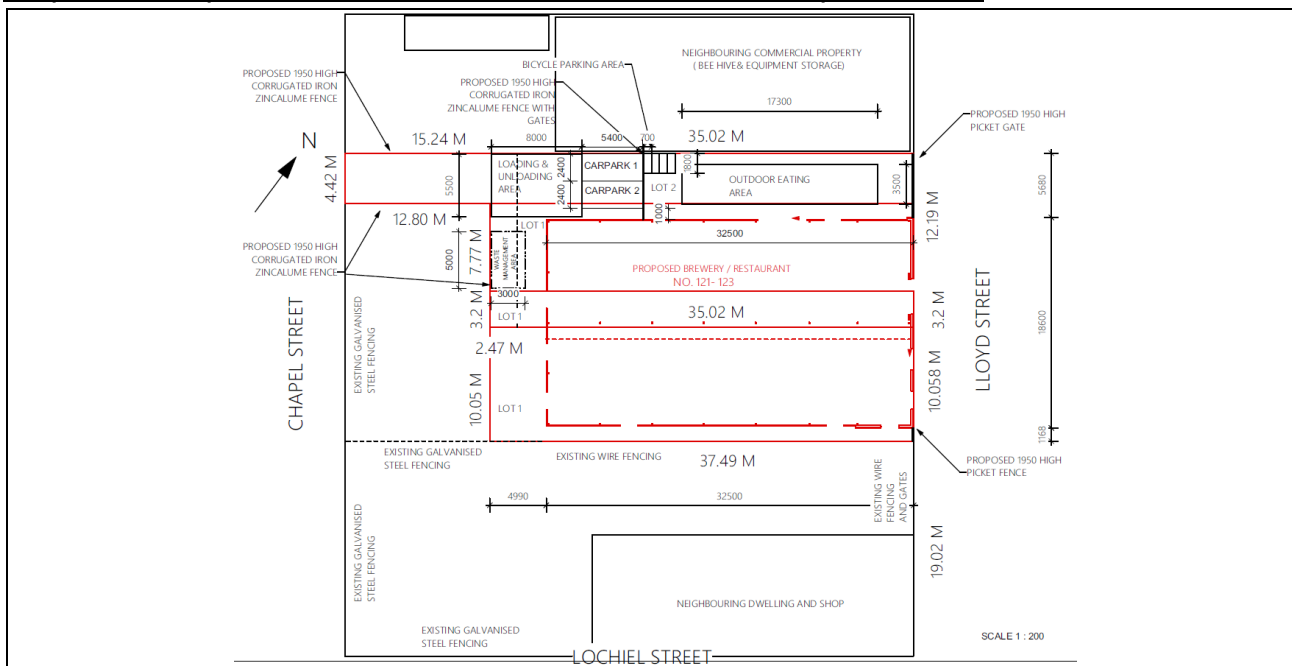 NEIGHBOURING COMMERCIAL PROPERTY
( BEE HIVE& EQUIPMENT STORAGE)
BICYCLE PARKING AREA
PROPOSED 1950 HIGH
CORRUGATED IRON
ZINCALUME FENCE
PROPOSED 1950 HIGH
CORRUGATED IRON
ZINCALUME FENCE WITH
GATES
17300
PROPOSED 1950 HIGH
PICKET GATE
N
15.24 M
8000
5400
700
35.02 M
4.42 M
5500
LOADING &
UNLOADING
AREA
2400
2400
CARPARK 1
CARPARK 2
1800
LOT 2
OUTDOOR EATING
AREA
3500
5680
12.80 M
LOT 1
1000
12.19 M
PROPOSED 1950 HIGH
CORRUGATED IRON
ZINCALUME FENCE
5000
7.77 M
WASTE
MANAGEMENT
AREA
32500
PROPOSED BREWERY / RESTAURANT
NO. 121- 123
3000
3.2 M
LOT 1
35.02 M
3.2 M
18600
CHAPEL STREET
EXISTING GALVANISED
STEEL FENCING
2.47 M
LLOYD STREET
10.05 M
LOT 1
10.058 M
1168
EXISTING GALVANISED
STEEL FENCING
EXISTING WIRE FENCING
37.49 M
PROPOSED 1950 HIGH
PICKET FENCE
4990
32500
EXISTING WIRE
FENCING
AND GATES
EXISTING GALVANISED
STEEL FENCING
19.02 M
NEIGHBOURING DWELLING AND SHOP
EXISTING GALVANISED
STEEL FENCING
SCALE 1 : 200
LOCHIEL STREET